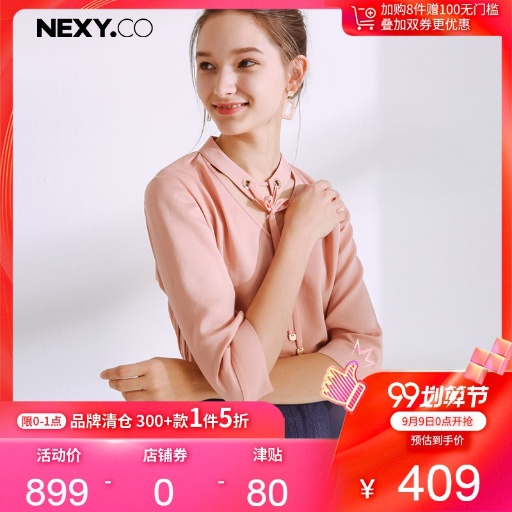 NEXY.CO
加购8件赠100无门槛
叠加双券更优惠
99划算节
9月9日0点开抢
限0-1点 品牌清仓 300+款1件5折
预估到手价
活动价 店铺券 津贴
899 - 0 - 80
¥ 409